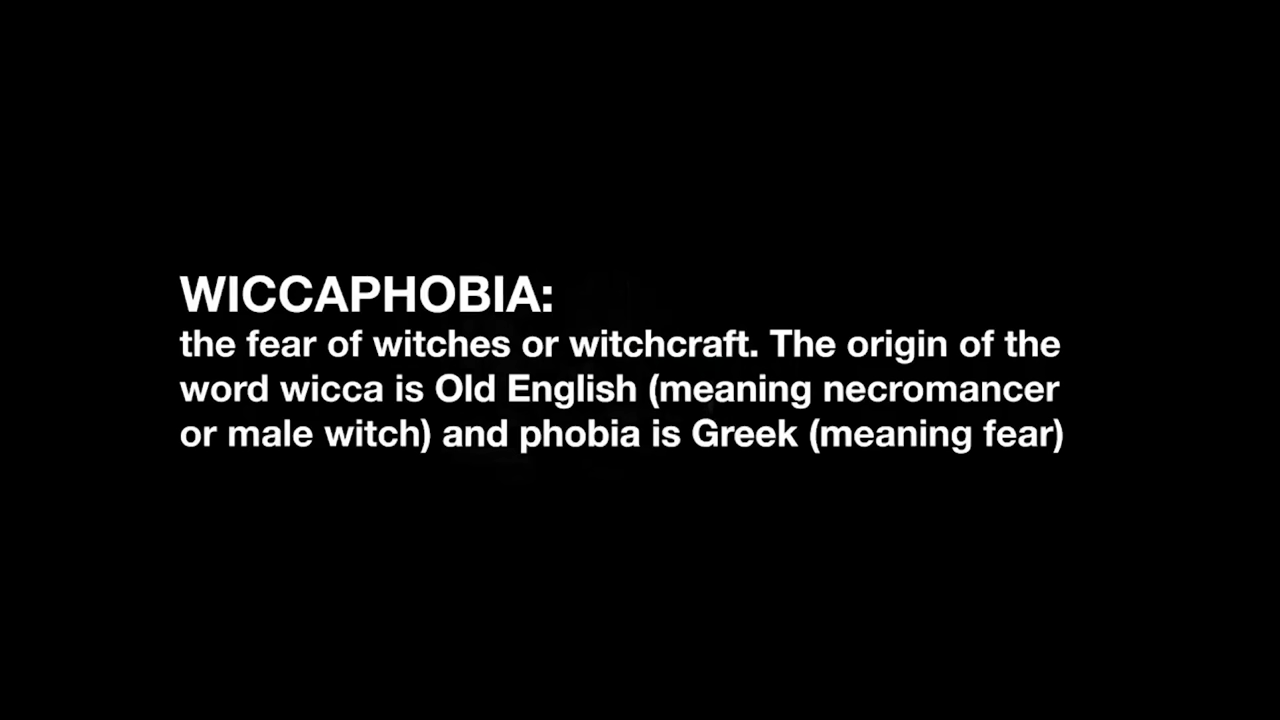 WICCAPHOBIA:
the fear of witches or witchcraft. The origin of the
word wicca is Old English (meaning necromancer
or male witch) and phobia is Greek (meaning fear)